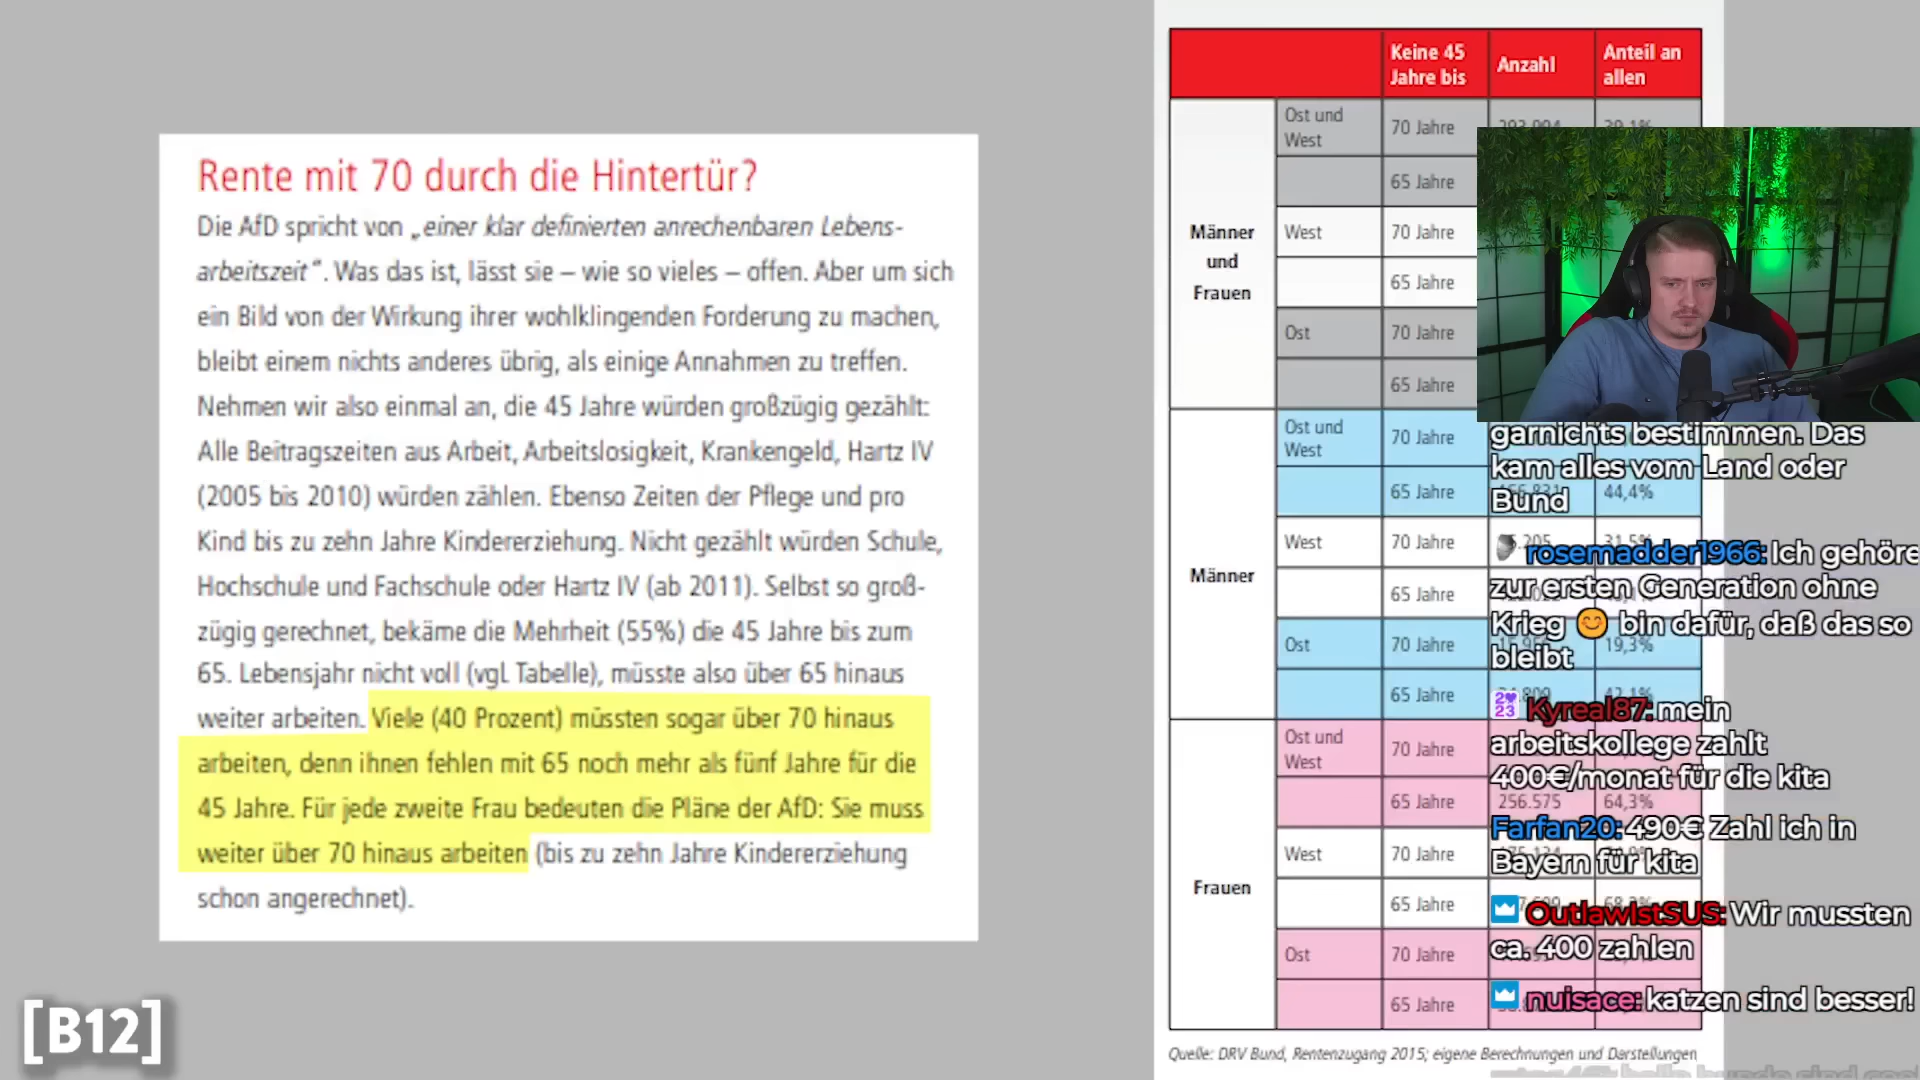 Rente mit 70 durch die Hintertür?
Die AfD spricht von „einer klar definierten anrechenbaren Lebens-
arbeitszeit“. Was das ist, lässt sie – wie so vieles – offen. Aber um sich
ein Bild von der Wirkung ihrer wohlklingenden Forderung zu machen,
bleibt einem nichts anderes übrig, als einige Annahmen zu treffen.
Nehmen wir also einmal an, die 45 Jahre würden großzügig gezählt:
Alle Beitragszeiten aus Arbeit, Arbeitslosigkeit, Krankengeld, Hartz IV
(2005 bis 2010) würden zählen. Ebenso Zeiten der Pflege und pro
Kind bis zu zehn Jahre Kindererziehung. Nicht gezählt würden Schule,
Hochschule und Fachschule oder Hartz IV (ab 2011). Selbst so groß-
zügig gerechnet, bekäme die Mehrheit (55%) die 45 Jahre bis zum
65. Lebensjahr nicht voll (vgl. Tabelle), müsste also über 65 hinaus
weiter arbeiten. Viele (40 Prozent) müssten sogar über 70 hinaus
arbeiten, denn ihnen fehlen mit 65 noch mehr als fünf Jahre für die
45 Jahre. Für jede zweite Frau bedeuten die Pläne der AfD: Sie muss
weiter über 70 hinaus arbeiten (bis zu zehn Jahre Kindererziehung
schon angerechnet).
[B12]
Keine 45 Jahre bis Anzahl Anteil an allen
Männer und Frauen
Ost und West 70 Jahre
65 Jahre
West 70 Jahre
65 Jahre
Ost 70 Jahre
65 Jahre
Männer
Ost und West 70 Jahre
65 Jahre 44,4%
West 70 Jahre 31,5%
65 Jahre
Ost 70 Jahre 19,3%
65 Jahre 42,1%
Frauen
Ost und West 70 Jahre
65 Jahre 256.575 64,3%
West 70 Jahre
65 Jahre
Ost 70 Jahre
65 Jahre
Quelle: DRV Bund, Rentenzugang 2015; eigene Berechnungen und Darstellungen
garnichts bestimmen. Das
kam alles vom Land oder
Bund
rosemadder1966: Ich gehöre
zur ersten Generation ohne
Krieg 😊 bin dafür, daß das so
bleibt
Kyreal87: mein
arbeitskollege zahlt
400€/monat für die kita
Farfan20: 490€ Zahl ich in
Bayern für kita
OutlawIstSUS: Wir mussten
ca. 400 zahlen
nuisace: katzen sind besser!